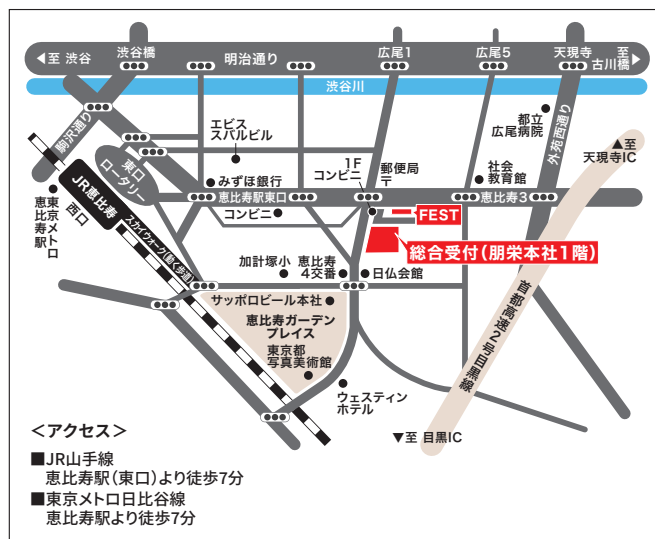 ◀至 渋谷
渋谷橋
明治通り
広尾1
広尾5
天現寺
至
古川橋▶
渋谷川
駒沢通り
エビス
スバルビル
都立
広尾病院
外苑西通り
▲至
天現寺IC
東口
ロータリー
1F
コンビニ
郵便局
〒
社会
教育館
みずほ銀行
恵比寿駅東口
恵比寿3
コンビニ
FEST
JR恵比寿
西口
東京メトロ
恵比寿駅
スカイウォーク(動く歩道)
総合受付(朋栄本社1階)
加計塚小
恵比寿
4交番
日仏会館
サッポロビール本社
恵比寿ガーデン
プレイス
東京都
写真美術館
首都高速2号目黒線
ウェスティン
ホテル
▼至 目黒IC
<アクセス>
■JR山手線
恵比寿駅(東口)より徒歩7分
■東京メトロ日比谷線
恵比寿駅より徒歩7分